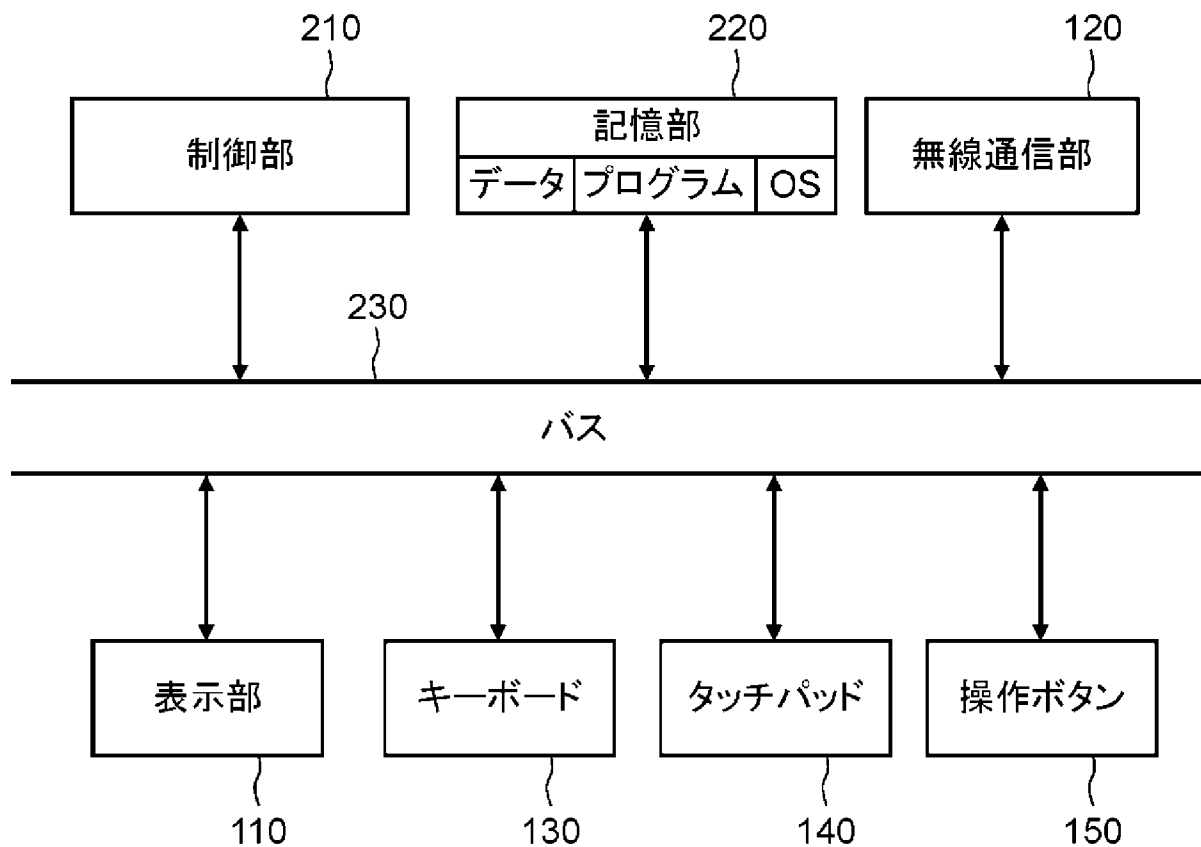 210
220
120
制御部
記憶部
データ プログラム OS
無線通信部
230
バス
表示部
キーボード
タッチパッド
操作ボタン
110
130
140
150